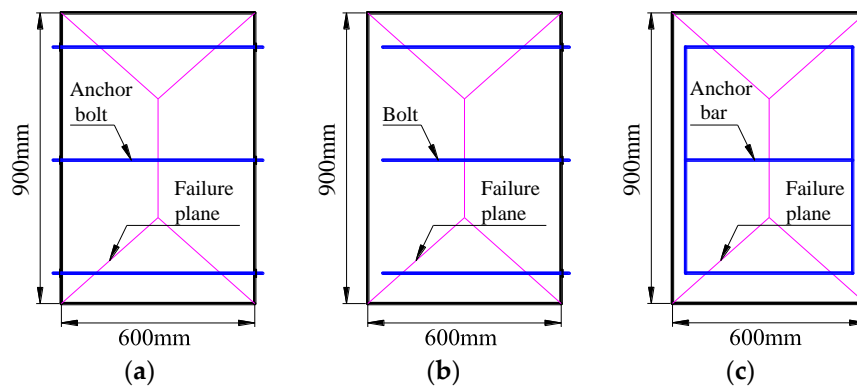 Anchor
bolt
Failure
plane
900mm
600mm
(a)
Bolt
Failure
plane
900mm
600mm
(b)
Anchor
bar
Failure
plane
900mm
600mm
(c)